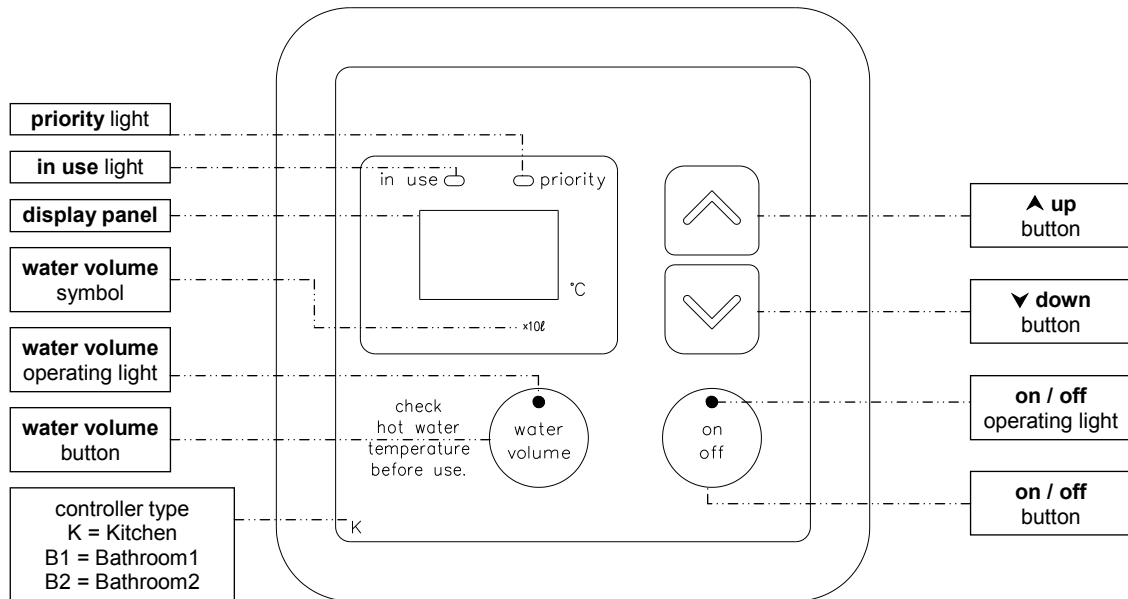 priority light
in use light
display panel
water volume
symbol
water volume
operating light
water volume
button
controller type
K = Kitchen
B1 = Bathroom1
B2 = Bathroom2
in use
priority
°C
×10ℓ
check
hot water
temperature
before use.
water
volume
on
off
K
⮝ up
button
⮟ down
button
on / off
operating light
on / off
button